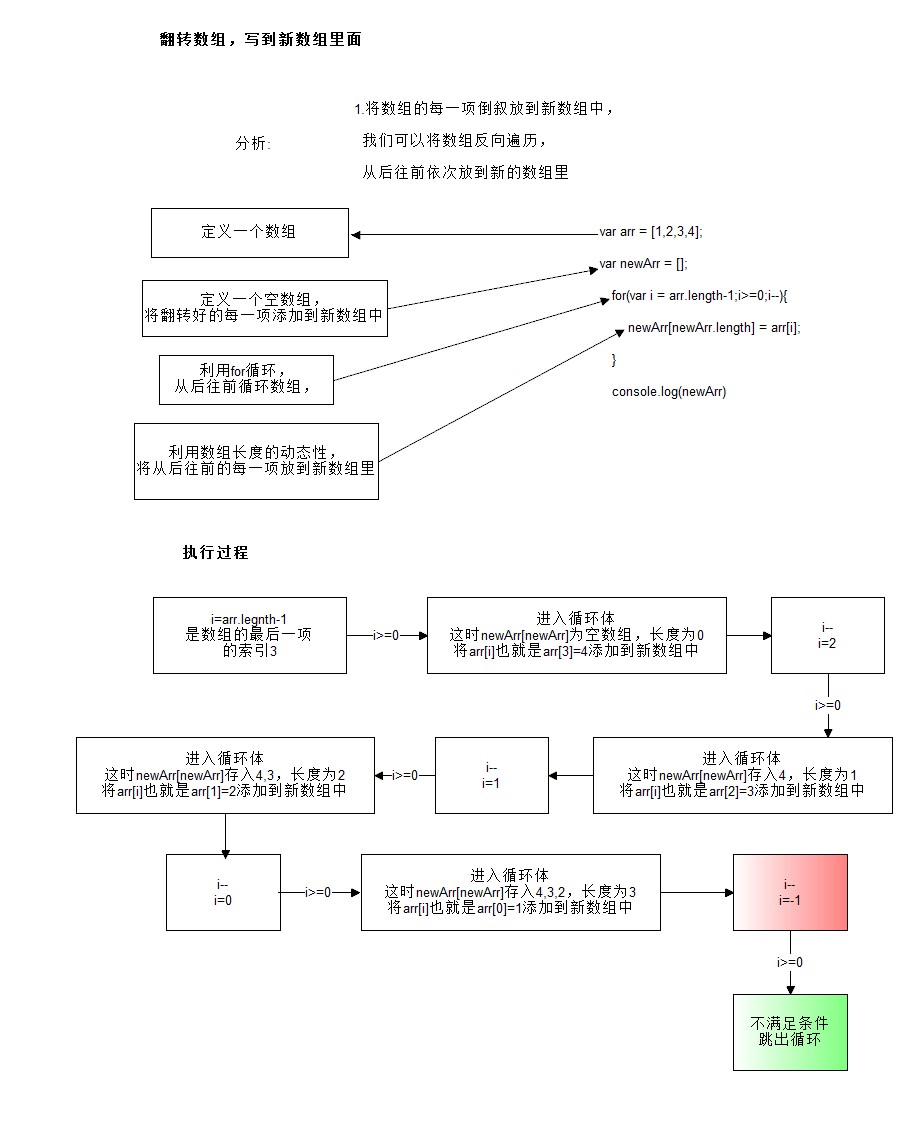 翻转数组，写到新数组里面
1.将数组的每一项倒叙放到新数组中，
分析:
我们可以将数组反向遍历，
从后往前依次放到新的数组里
定义一个数组
var arr = [1,2,3,4];
var newArr = [];
定义一个空数组，
将翻转好的每一项添加到新数组中
for(var i = arr.length-1;i>=0;i--){
newArr[newArr.length] = arr[i];
}
console.log(newArr)
利用for循环，
从后往前循环数组，
利用数组长度的动态性，
将从后往前的每一项放到新数组里
执行过程
i=arr.legnth-1
是数组的最后一项
的索引3
i>=0
进入循环体
这时newArr[newArr]为空数组，长度为0
将arr[i]也就是arr[3]=4添加到新数组中
i--
i=2
i>=0
进入循环体
这时newArr[newArr]存入4，长度为1
将arr[i]也就是arr[2]=3添加到新数组中
i--
i=1
i>=0
进入循环体
这时newArr[newArr]存入4,3，长度为2
将arr[i]也就是arr[1]=2添加到新数组中
i--
i=0
i>=0
进入循环体
这时newArr[newArr]存入4,3,2，长度为3
将arr[i]也就是arr[0]=1添加到新数组中
i--
i=-1
i>=0
不满足条件
跳出循环